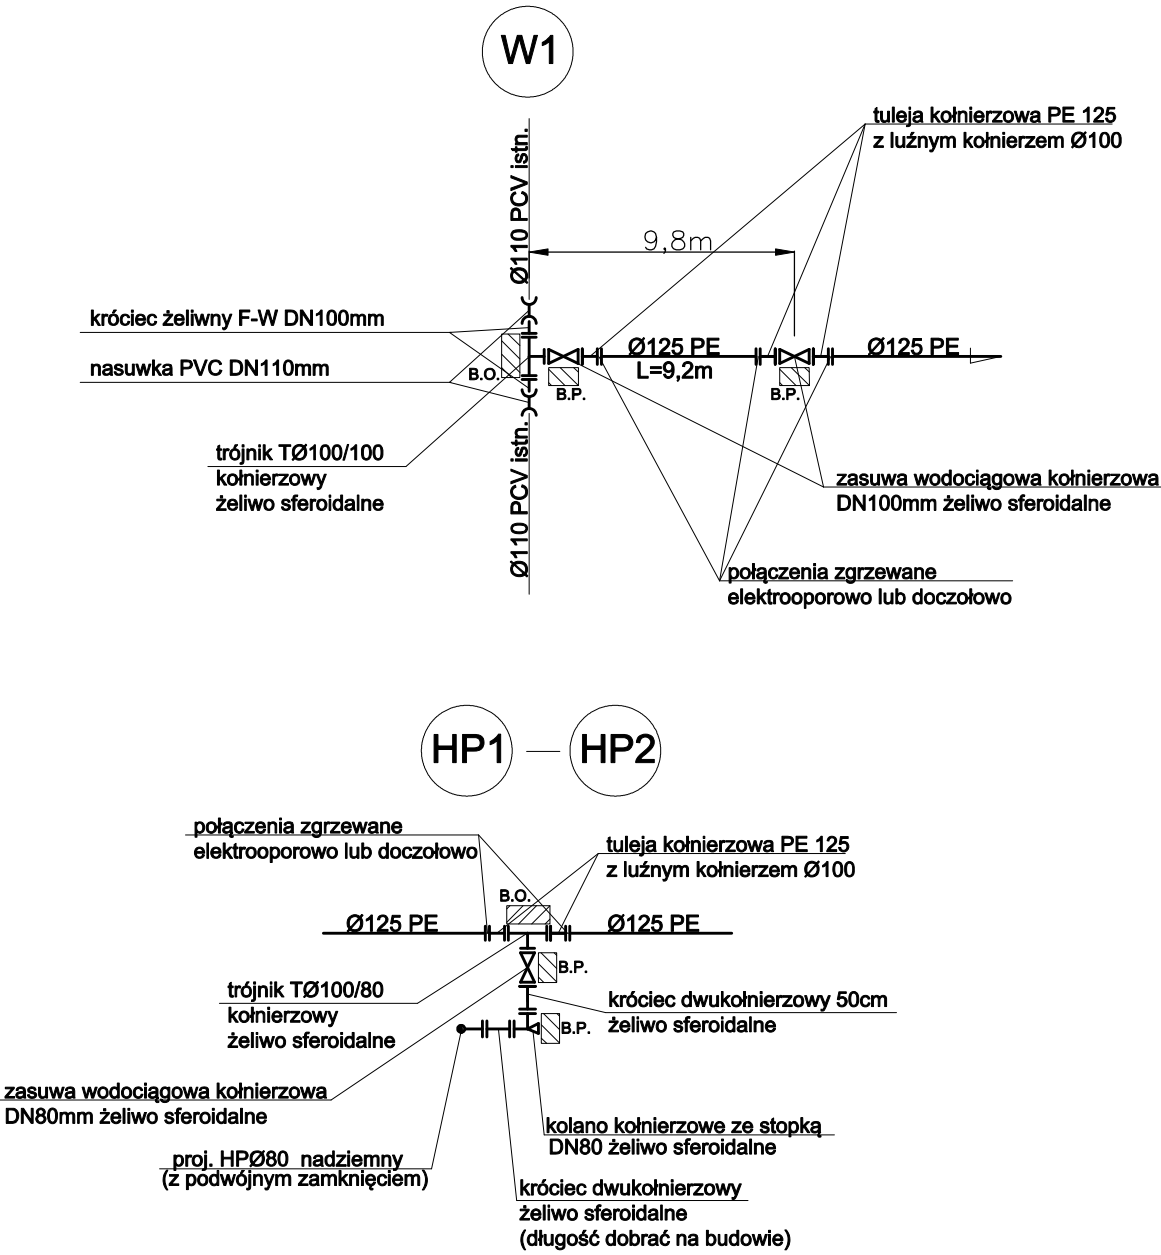 W1
tuleja kołnierzowa PE 125
z luźnym kołnierzem Ø100
Ø110 PCV istn.
9,8m
króciec żeliwny F-W DN100mm
nasuwka PVC DN110mm
B.O.
Ø125 PE
L=9,2m
Ø125 PE
B.P.
B.P.
trójnik TØ100/100
kołnierzowy
żeliwo sferoidalne
Ø110 PCV istn.
zasuwa wodociągowa kołnierzowa
DN100mm żeliwo sferoidalne
połączenia zgrzewane
elektrooporowo lub doczołowo
HP1 — HP2
połączenia zgrzewane
elektrooporowo lub doczołowo
tuleja kołnierzowa PE 125
z luźnym kołnierzem Ø100
B.O.
Ø125 PE
Ø125 PE
B.P.
trójnik TØ100/80
kołnierzowy
żeliwo sferoidalne
króciec dwukołnierzowy 50cm
żeliwo sferoidalne
B.P.
zasuwa wodociągowa kołnierzowa
DN80mm żeliwo sferoidalne
kolano kołnierzowe ze stopką
DN80 żeliwo sferoidalne
proj. HPØ80 nadziemny
(z podwójnym zamknięciem)
króciec dwukołnierzowy
żeliwo sferoidalne
(długość dobrać na budowie)